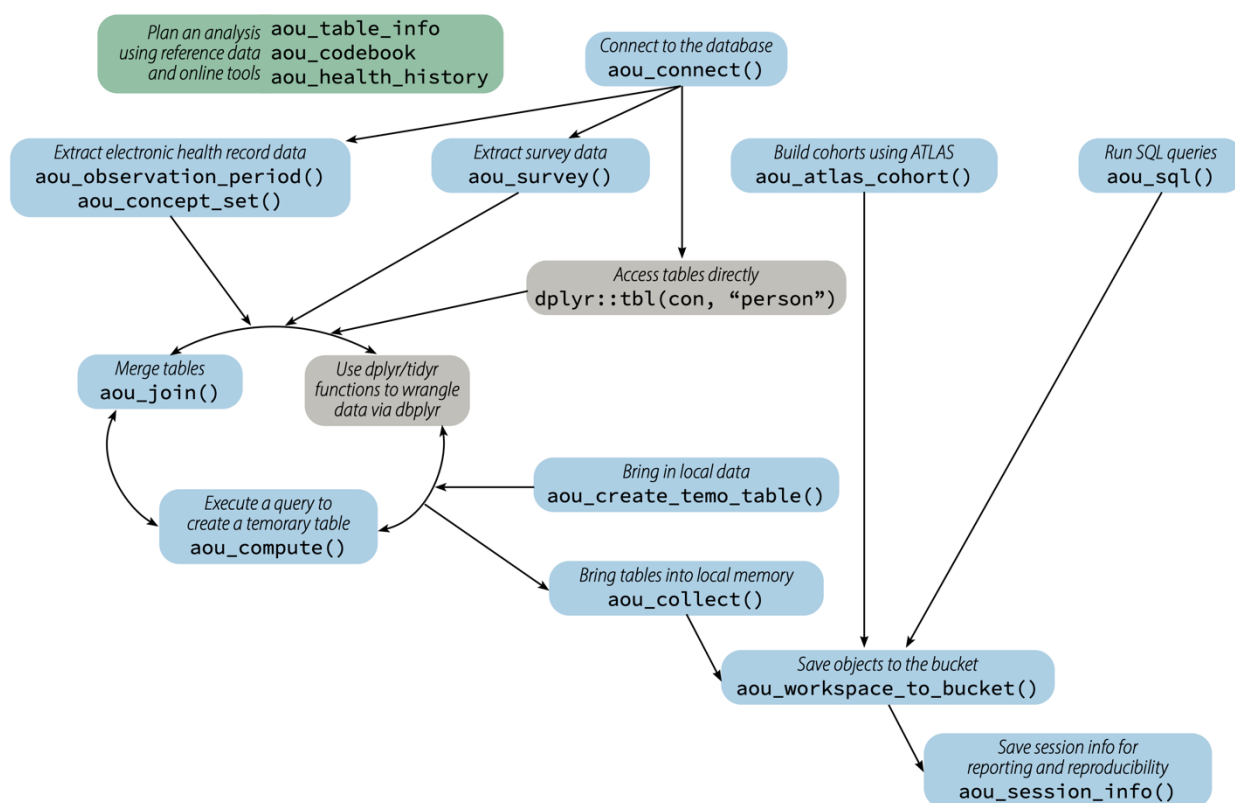 Plan an analysis
using reference data
and online tools
aou_table_info
aou_codebook
aou_health_history
Connect to the database
aou_connect()
Extract electronic health record data
aou_observation_period()
aou_concept_set()
Extract survey data
aou_survey()
Build cohorts using ATLAS
aou_atlas_cohort()
Run SQL queries
aou_sql()
Access tables directly
dplyr::tbl(con, “person”)
Merge tables
aou_join()
Use dplyr/tidyr
functions to wrangle
data via dbplyr
Bring in local data
aou_create_temo_table()
Execute a query to
create a temorary table
aou_compute()
Bring tables into local memory
aou_collect()
Save objects to the bucket
aou_workspace_to_bucket()
Save session info for
reporting and reproducibility
aou_session_info()